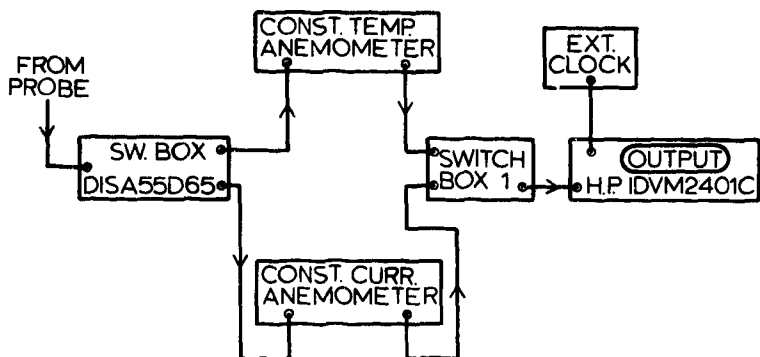 FROM
PROBE
SW. BOX
DISA55D65
CONST. TEMP.
ANEMOMETER
CONST. CURR.
ANEMOMETER
SWITCH
BOX 1
EXT.
CLOCK
OUTPUT
H.P. IDVM2401C